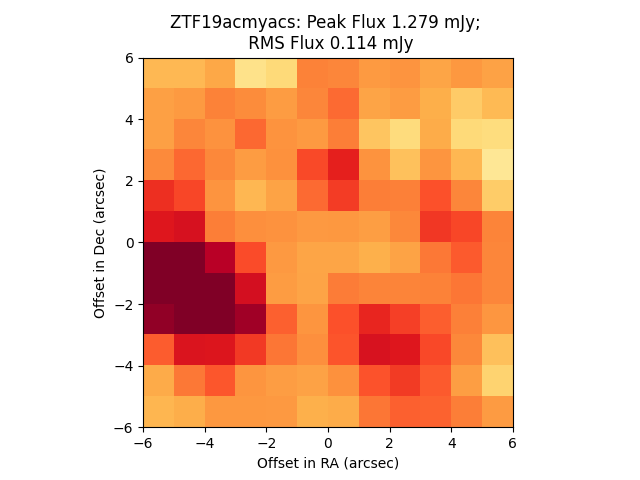 ZTF19acmyacs: Peak Flux 1.279 mJy;
RMS Flux 0.114 mJy
6
4
2
0
−2
−4
−6
Offset in Dec (arcsec)
−6 −4 −2 0 2 4 6
Offset in RA (arcsec)